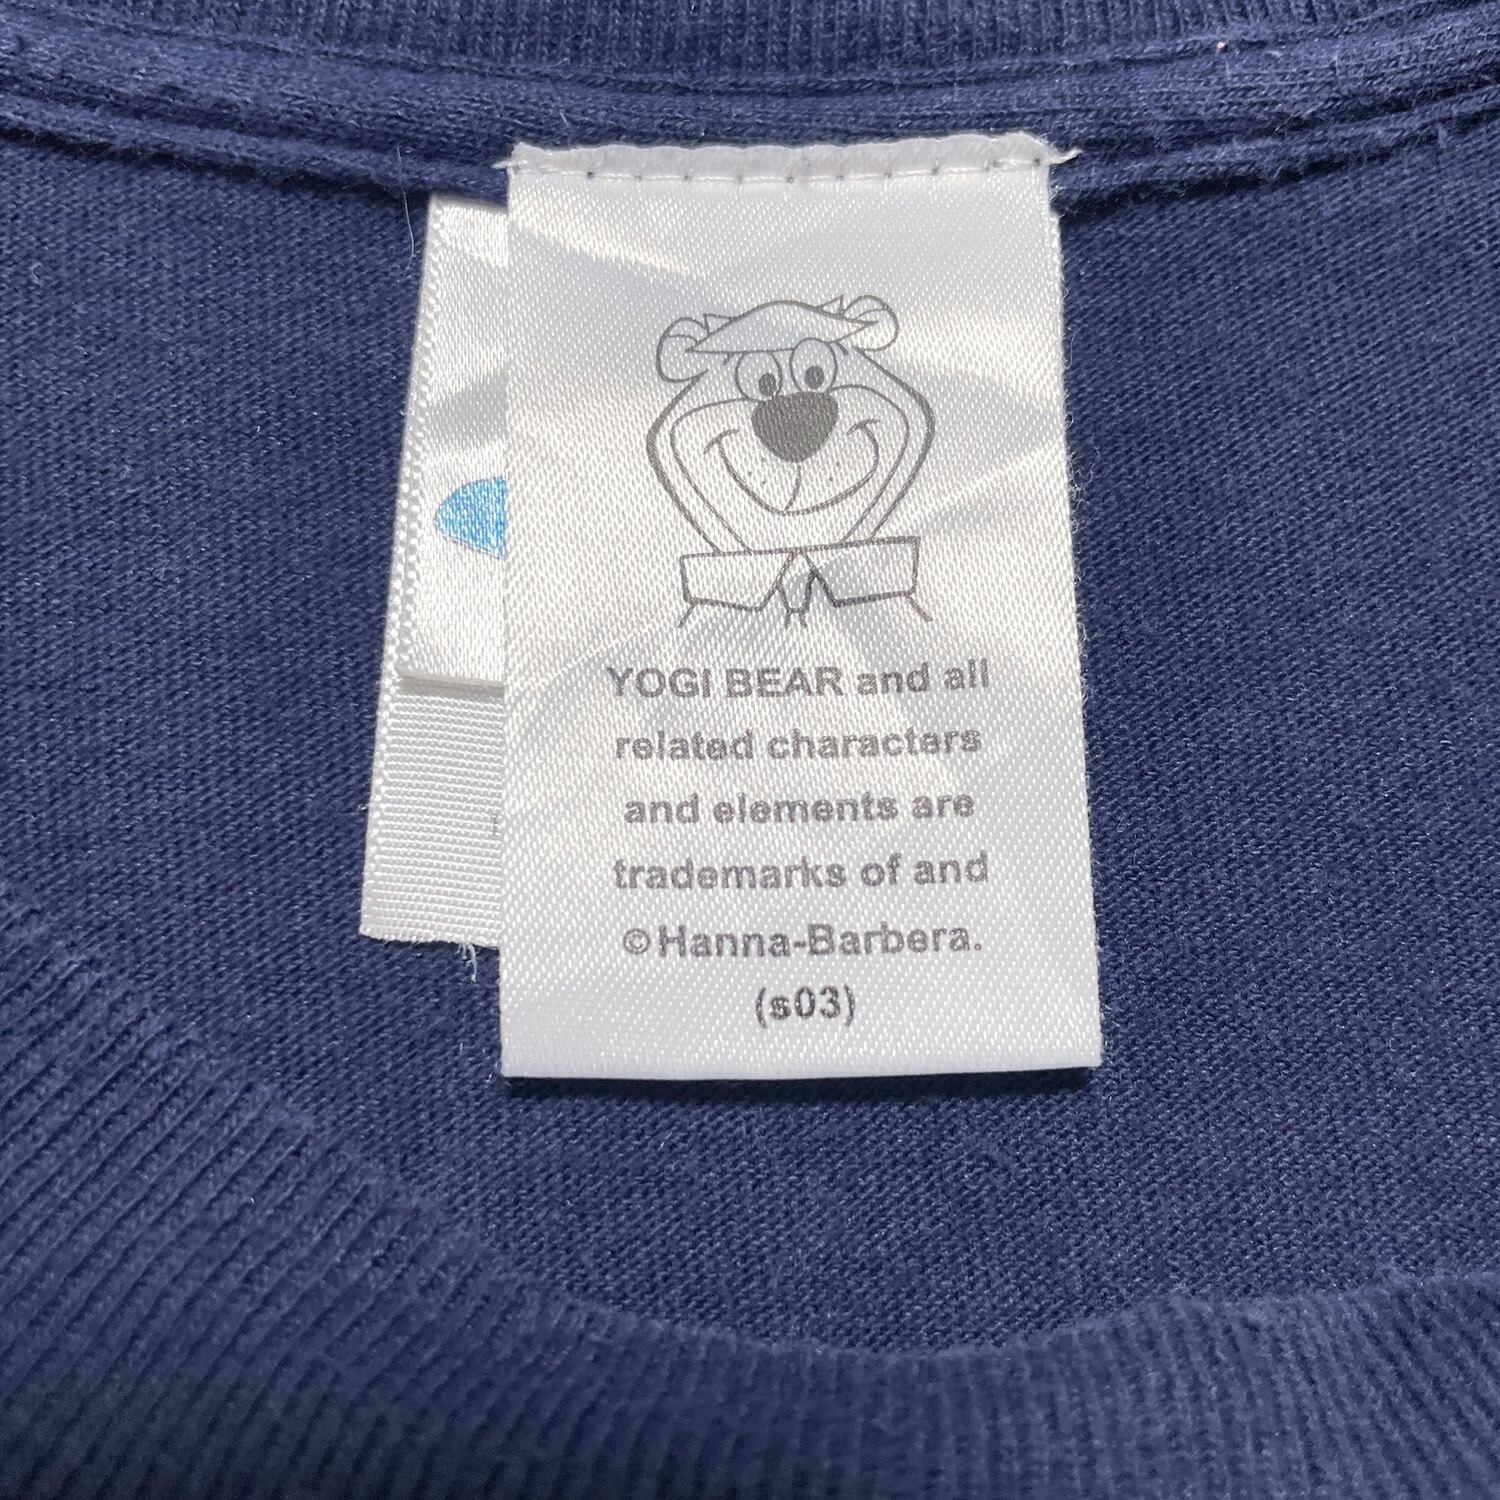 YOGI BEAR and all
related characters
and elements are
trademarks of and
©Hanna-Barbera.
(s03)